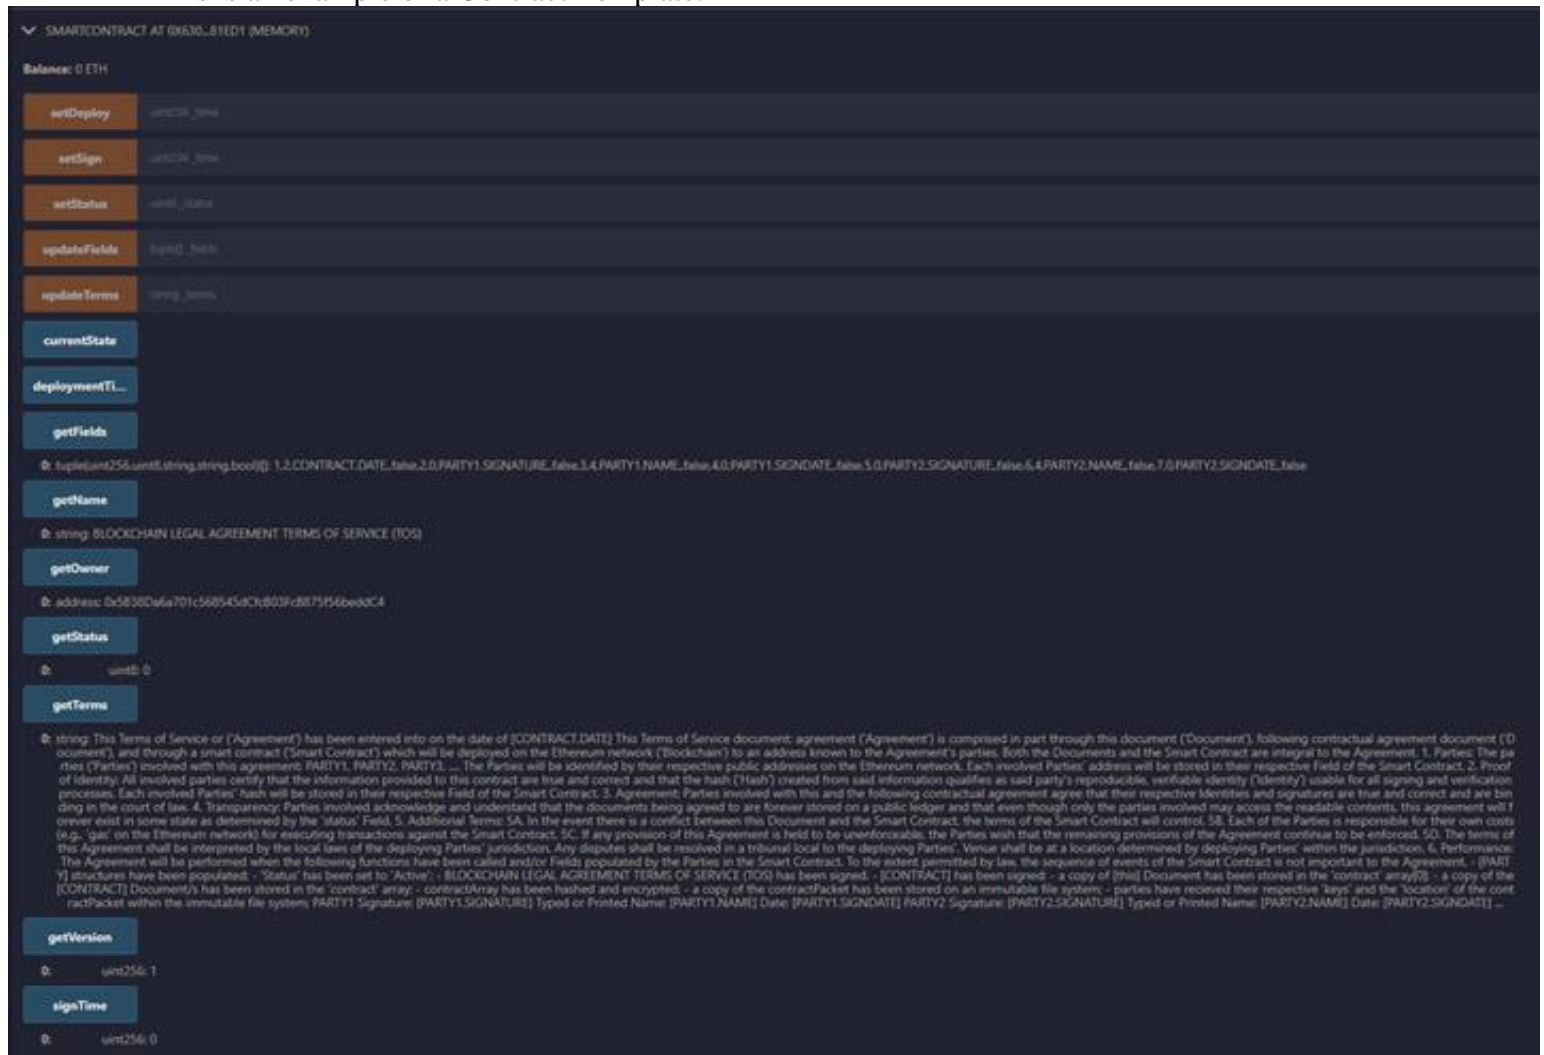 SMARTCONTRACT AT 0X630...81ED1 (MEMORY)
Balance: 0 ETH
setDeploy uint256 _time
setSign uint256 _time
setStatus uint8 _status
updateFields tuple[] _fields
updateTerms string _terms
currentState
deploymentTi...
getFields
0: tuple(uint256,uint8,string,string,bool)[]: 1,2,CONTRACT.DATE,,false,2,0,PARTY1.SIGNATURE,,false,3,4,PARTY1.NAME,,false,4,0,PARTY1.SIGNDATE,,false,5,0,PARTY2.SIGNATURE,,false,6,4,PARTY2.NAME,,false,7,0,PARTY2.SIGNDATE,,false
getName
0: string: BLOCKCHAIN LEGAL AGREEMENT TERMS OF SERVICE (TOS)
getOwner
0: address:
getStatus
0: uint8: 0
getTerms
0: string: This Terms of Service or ('Agreement') has been entered into on the date of [CONTRACT.DATE] This Terms of Service document; agreement ('Agreement') is composed in part through this document ('Document'), following contractual agreement document ('D
ocument'), and through a smart contract ('Smart Contract') which will be deployed on the Ethereum network ('Blockchain') to an address known to the Agreement's parties. Both the Documents and the Smart Contract are integral to the Agreement. 1. Parties: The pa
rties ('Parties') involved with this agreement: PARTY1, PARTY2, PARTY3, ... The Parties will be identified by their respective public addresses on the Ethereum network. Each involved Parties' address will be stored in their respective Field of the Smart Contract. 2. Proof
of Identity: All involved parties certify that the information provided to this contract are true and correct and that the hash ('Hash') created from said information qualifies as said party's reproducible, verifiable identity ('Identity') usable for all signing and verification
processes. Each involved Parties' hash will be stored in their respective Field of the Smart Contract. 3. Agreement: Parties involved with this and the following contractual agreement agree that their respective Identities and signatures are true and correct and are bin
ding in the court of law. 4. Transparency: Parties involved acknowledge and understand that the documents being agreed to are forever stored on a public ledger and that even though only the parties involved may access the readable contents, this agreement will f
orever exist in some state as determined by the 'status' Field. 5. Additional Terms: 5A. In the event there is a conflict between this Document and the Smart Contract, the terms of the Smart Contract will control. 5B. Each of the Parties is responsible for their own costs
(e.g., 'gas' on the Ethereum network) for executing transactions against the Smart Contract. 5C. If any provision of this Agreement is held to be unenforceable, the Parties wish that the remaining provisions of the Agreement continue to be enforced. 5D. The terms of
this Agreement shall be interpreted by the local laws of the deploying Parties' jurisdiction. Any disputes shall be resolved in a tribunal local to the deploying Parties'. Venue shall be at a location determined by deploying Parties' within the jurisdiction. 6. Performance:
The Agreement will be performed when the following functions have been called and/or Fields populated by the Parties in the Smart Contract. To the extent permitted by law, the sequence of events of the Smart Contract is not important to the Agreement. - [PART
Y] structures have been populated: - 'Status' has been set to 'Active': - BLOCKCHAIN LEGAL AGREEMENT TERMS OF SERVICE (TOS) has been signed: - [CONTRACT] has been signed: - a copy of [this] Document has been stored in the 'contract' array[0]: - a copy of the
[CONTRACT] Document/s has been stored in the 'contract' array: - contractArray has been hashed and encrypted: - a copy of the contractPacket has been stored on an immutable file system: - parties have recieved their respective 'keys' and the 'location' of the cont
ractPacket within the immutable file system; PARTY1 Signature: [PARTY1.SIGNATURE] Typed or Printed Name: [PARTY1.NAME] Date: [PARTY1.SIGNDATE] PARTY2 Signature: [PARTY2.SIGNATURE] Typed or Printed Name: [PARTY2.NAME] Date: [PARTY2.SIGNDATE] ...
getVersion
0: uint256: 1
signTime
0: uint256: 0